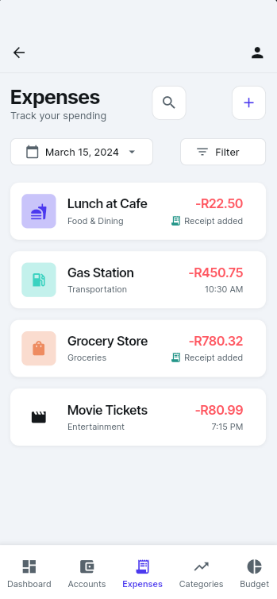 Expenses
Track your spending
March 15, 2024
Filter
Lunch at Cafe
-R22.50
Food & Dining
Receipt added
Gas Station
-R450.75
Transportation
10:30 AM
Grocery Store
-R780.32
Groceries
Receipt added
Movie Tickets
-R80.99
Entertainment
7:15 PM
Dashboard
Accounts
Expenses
Categories
Budget